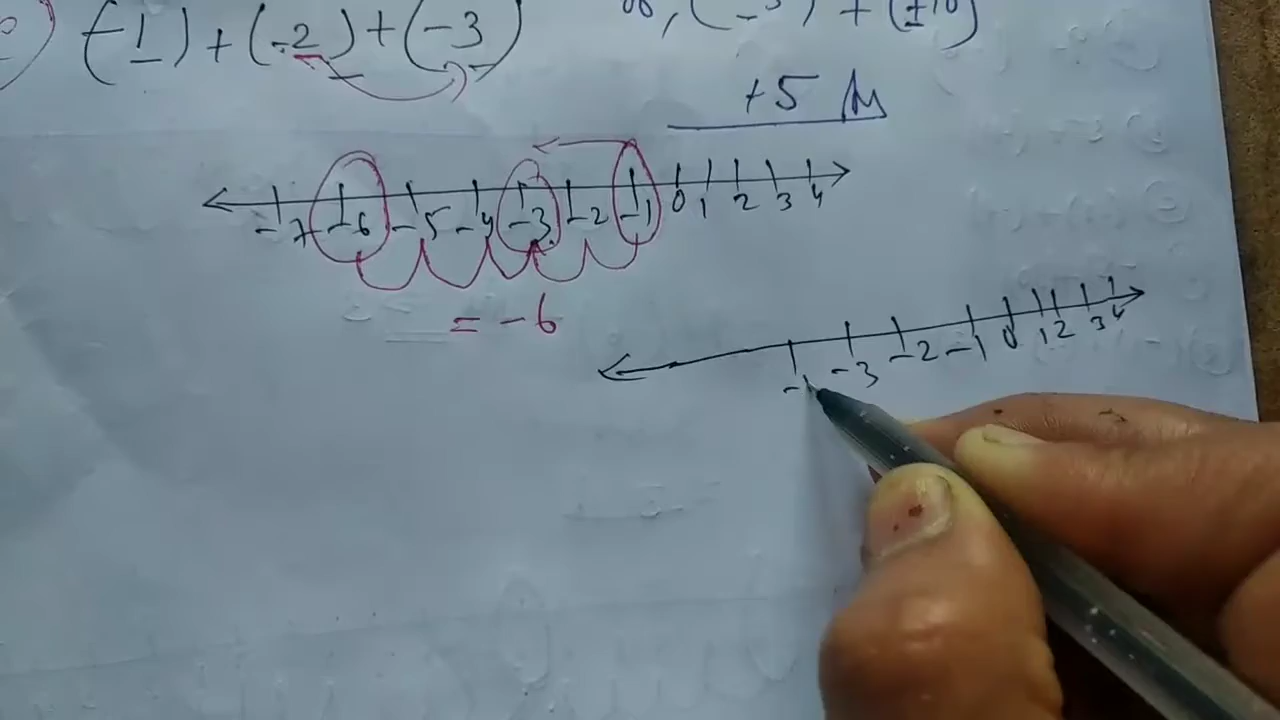 (-1) + (-2) + (-3)
+5
-7 -6 -5 -4 -3 -2 -1 0 1 2 3 4
= -6
-3 -2 -1 0 1 2 3 4